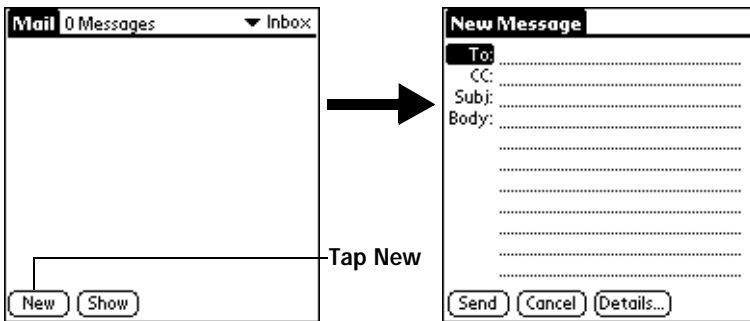 Mail 0 Messages Inbox
Tap New
New Show
New Message
To:
CC:
Subj:
Body:
Send Cancel Details...